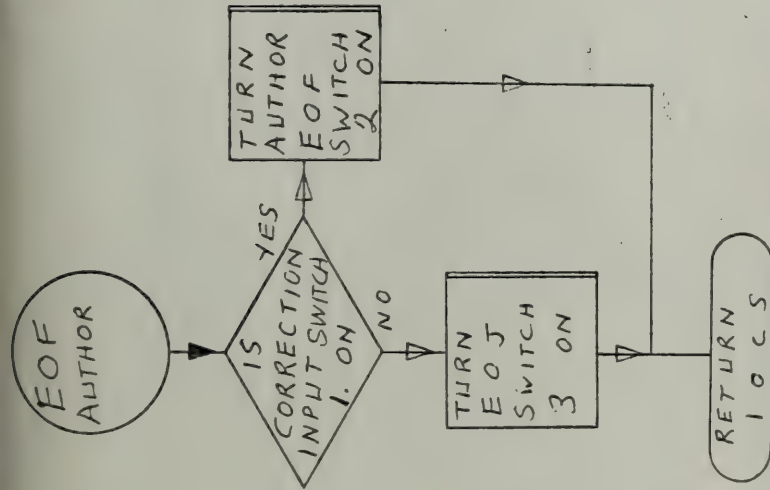 EOF
AUTHOR
IS
CORRECTION
INPUT SWITCH
1. ON
YES
TURN
AUTHOR
EOF
SWITCH
2 ON
NO
TURN
EOJ
SWITCH
3 ON
RETURN
IOCS